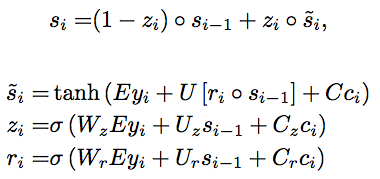 s_i = (1 − z_i) ∘ s_{i−1} + z_i ∘ s̃_i,
s̃_i = tanh (Ey_i + U [r_i ∘ s_{i−1}] + Cc_i)
z_i = σ (W_z Ey_i + U_z s_{i−1} + C_z c_i)
r_i = σ (W_r Ey_i + U_r s_{i−1} + C_r c_i)